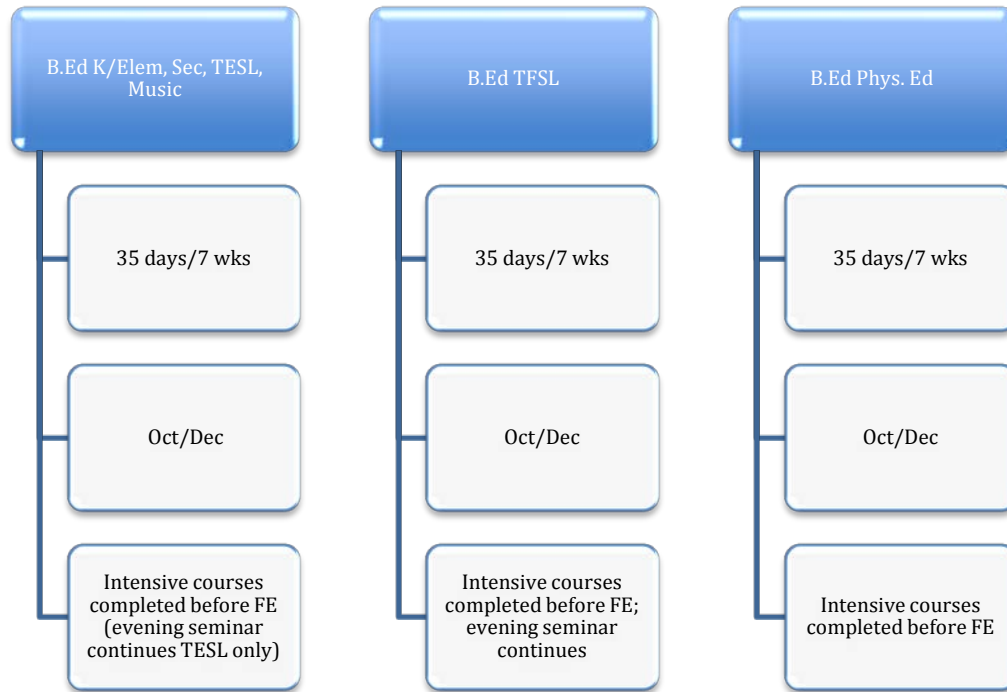 B.Ed K/Elem, Sec, TESL,
Music
35 days/7 wks
Oct/Dec
Intensive courses
completed before FE
(evening seminar
continues TESL only)
B.Ed TFSL
35 days/7 wks
Oct/Dec
Intensive courses
completed before FE;
evening seminar
continues
B.Ed Phys. Ed
35 days/7 wks
Oct/Dec
Intensive courses
completed before FE